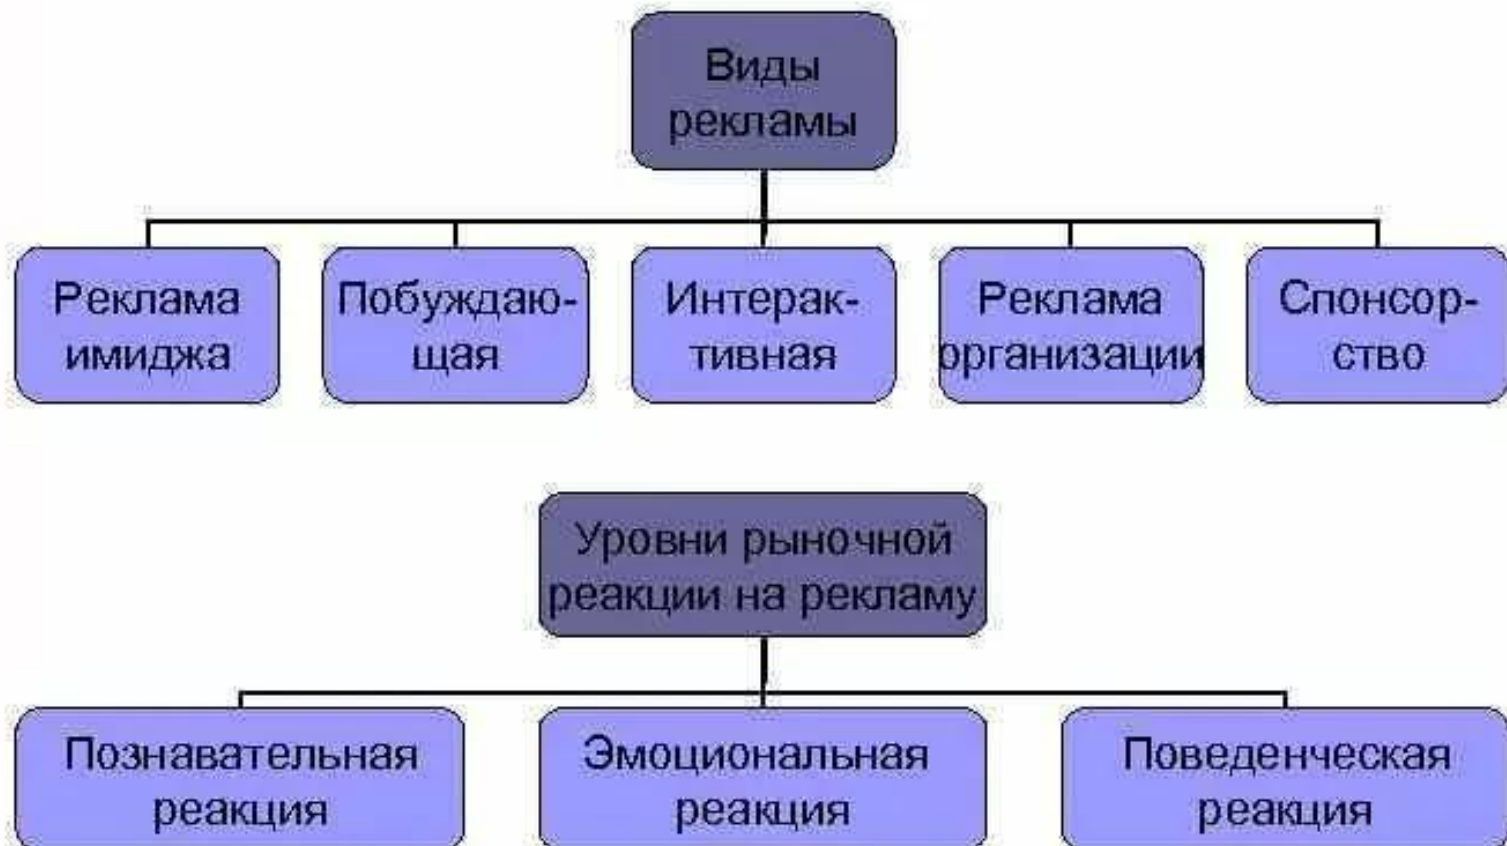 Виды
рекламы
Реклама
имиджа
Побуждаю-
щая
Интерак-
тивная
Реклама
организации
Спонсор-
ство
Уровни рыночной
реакции на рекламу
Познавательная
реакция
Эмоциональная
реакция
Поведенческая
реакция